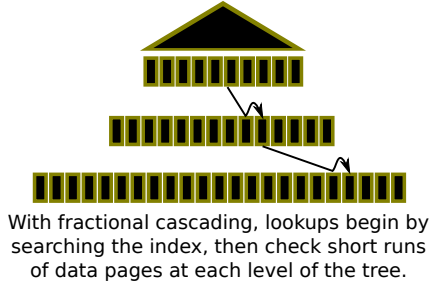 With fractional cascading, lookups begin by
searching the index, then check short runs
of data pages at each level of the tree.